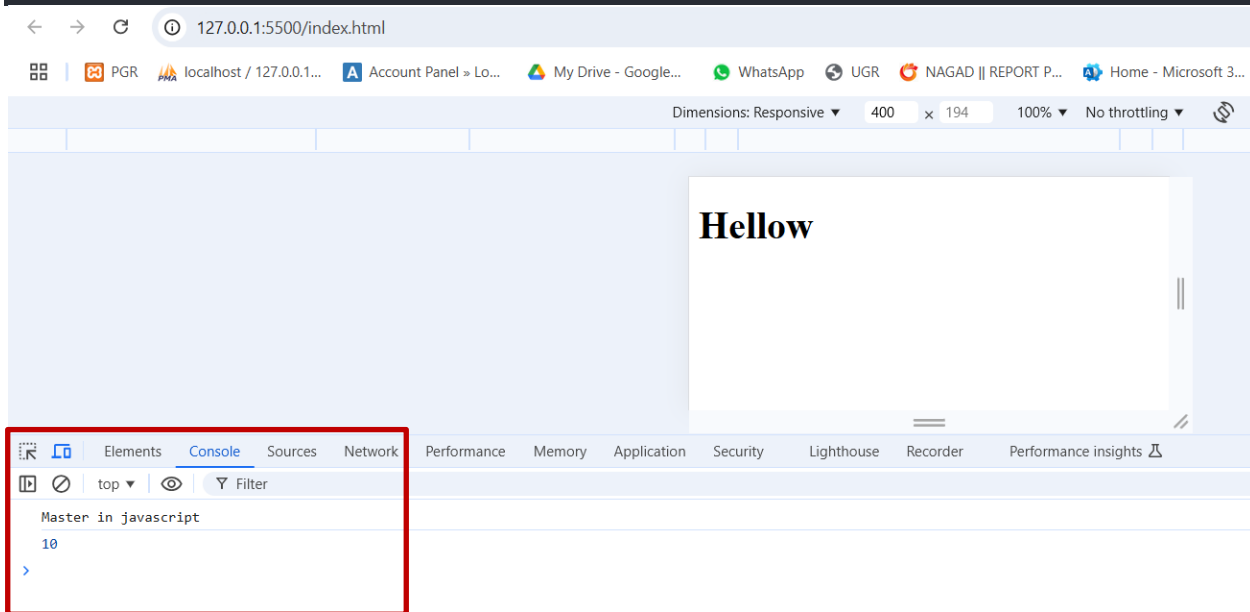 127.0.0.1:5500/index.html
PGR PMA localhost / 127.0.0.1... A Account Panel » Lo... My Drive - Google... WhatsApp UGR NAGAD || REPORT P... Home - Microsoft 3...
Dimensions: Responsive ▼ 400 x 194 100% ▼ No throttling ▼
Hellow
Elements Console Sources Network Performance Memory Application Security Lighthouse Recorder Performance insights
top ▼ Filter
Master in javascript
10
>